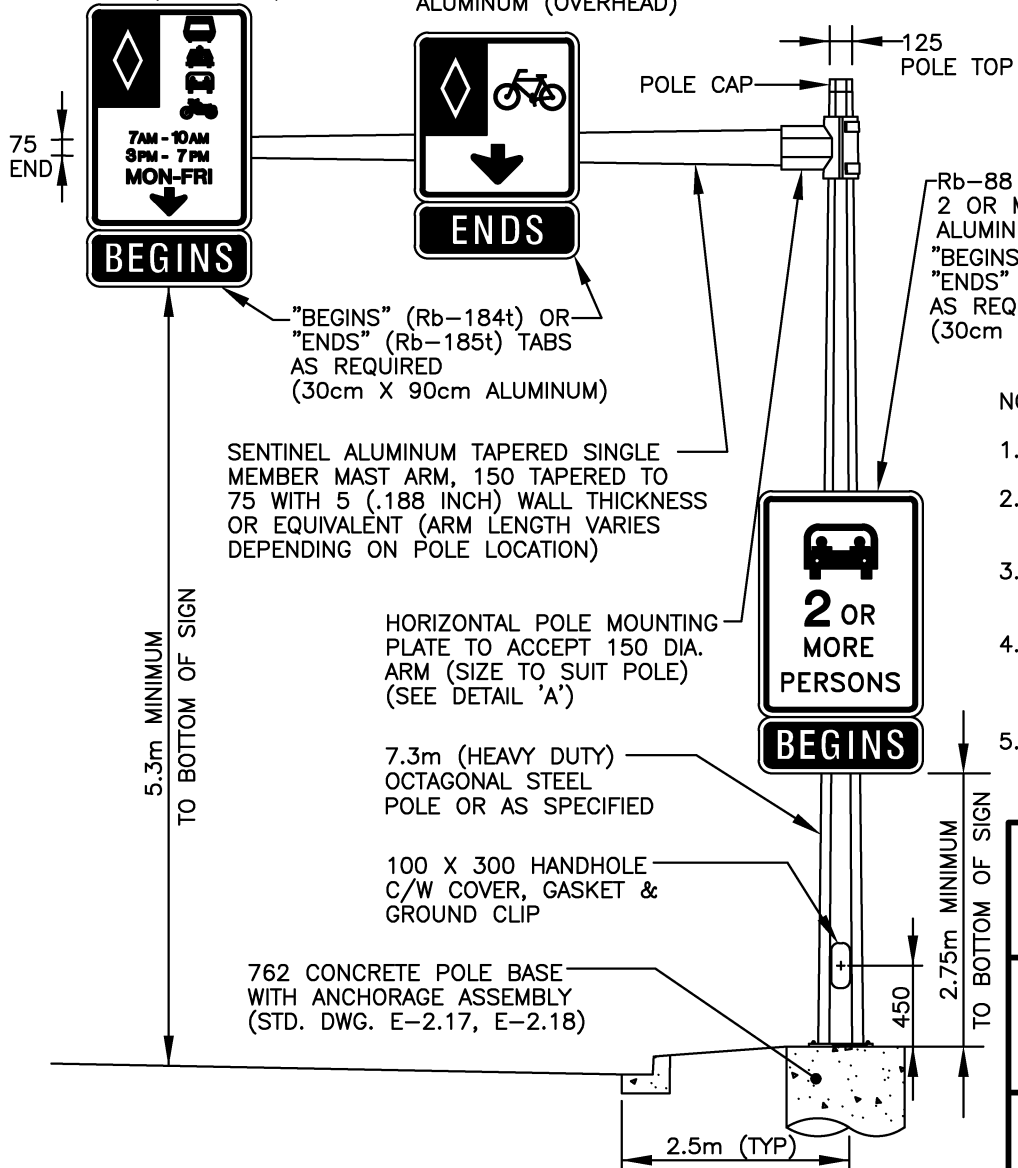 ALUMINUM (OVERHEAD)
125
POLE TOP
POLE CAP
75
END
7AM - 10AM
3PM - 7 PM
MON-FRI
BEGINS
ENDS
Rb-88
2 OR
ALUMIN
"BEGINS
"ENDS"
AS REQ
(30cm
"BEGINS" (Rb-184t) OR
"ENDS" (Rb-185t) TABS
AS REQUIRED
(30cm X 90cm ALUMINUM)
SENTINEL ALUMINUM TAPERED SINGLE
MEMBER MAST ARM, 150 TAPERED TO
75 WITH 5 (.188 INCH) WALL THICKNESS
OR EQUIVALENT (ARM LENGTH VARIES
DEPENDING ON POLE LOCATION)
1.
2.
3.
4.
5.
HORIZONTAL POLE MOUNTING
PLATE TO ACCEPT 150 DIA.
ARM (SIZE TO SUIT POLE)
(SEE DETAIL 'A')
2 OR
MORE
PERSONS
BEGINS
5.3m MINIMUM
TO BOTTOM OF SIGN
7.3m (HEAVY DUTY)
OCTAGONAL STEEL
POLE OR AS SPECIFIED
100 X 300 HANDHOLE
C/W COVER, GASKET &
GROUND CLIP
762 CONCRETE POLE BASE
WITH ANCHORAGE ASSEMBLY
(STD. DWG. E-2.17, E-2.18)
450
2.75m MINIMUM
TO BOTTOM OF SIGN
2.5m (TYP)